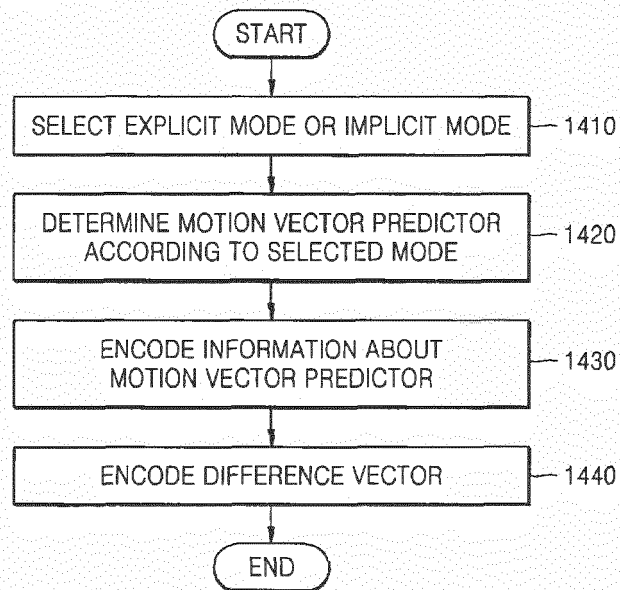 START
SELECT EXPLICIT MODE OR IMPLICIT MODE
1410
DETERMINE MOTION VECTOR PREDICTOR
ACCORDING TO SELECTED MODE
1420
ENCODE INFORMATION ABOUT
MOTION VECTOR PREDICTOR
1430
ENCODE DIFFERENCE VECTOR
1440
END